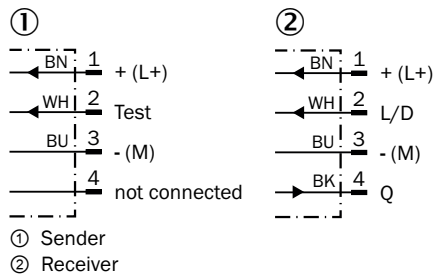 ① ②
BN 1 + (L+)
WH 2 Test
BU 3 - (M)
4 not connected
BN 1 + (L+)
WH 2 L/D
BU 3 - (M)
BK 4 Q
① Sender
② Receiver